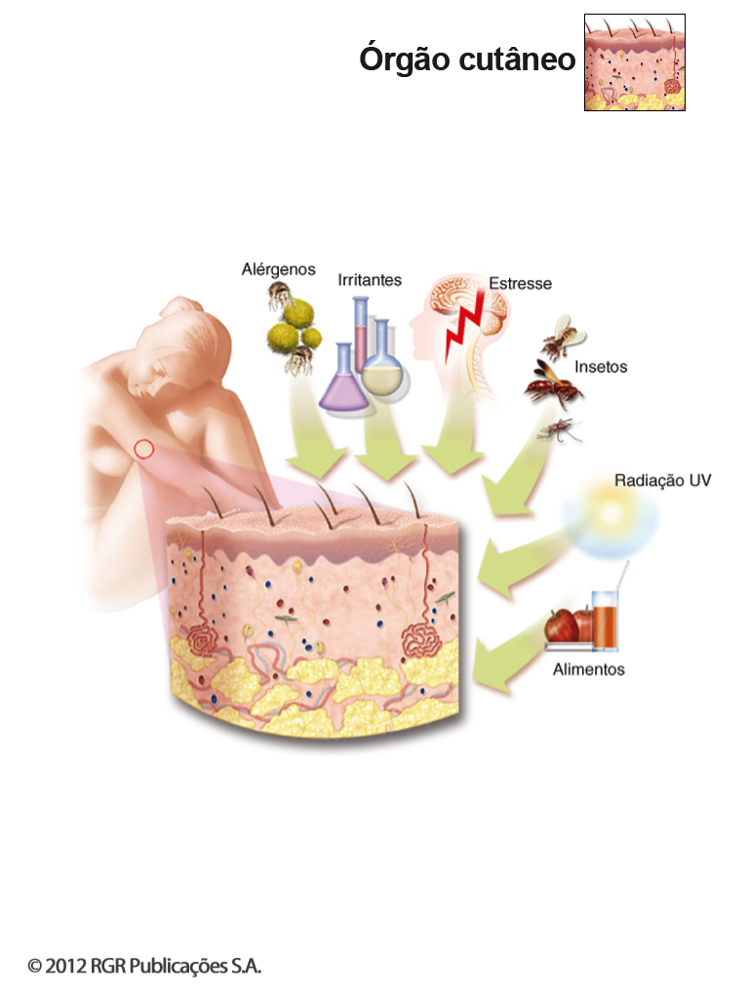 Órgão cutâneo
Alérgenos
Irritantes
Estresse
Insetos
Radiação UV
Alimentos
© 2012 RGR Publicações S.A.